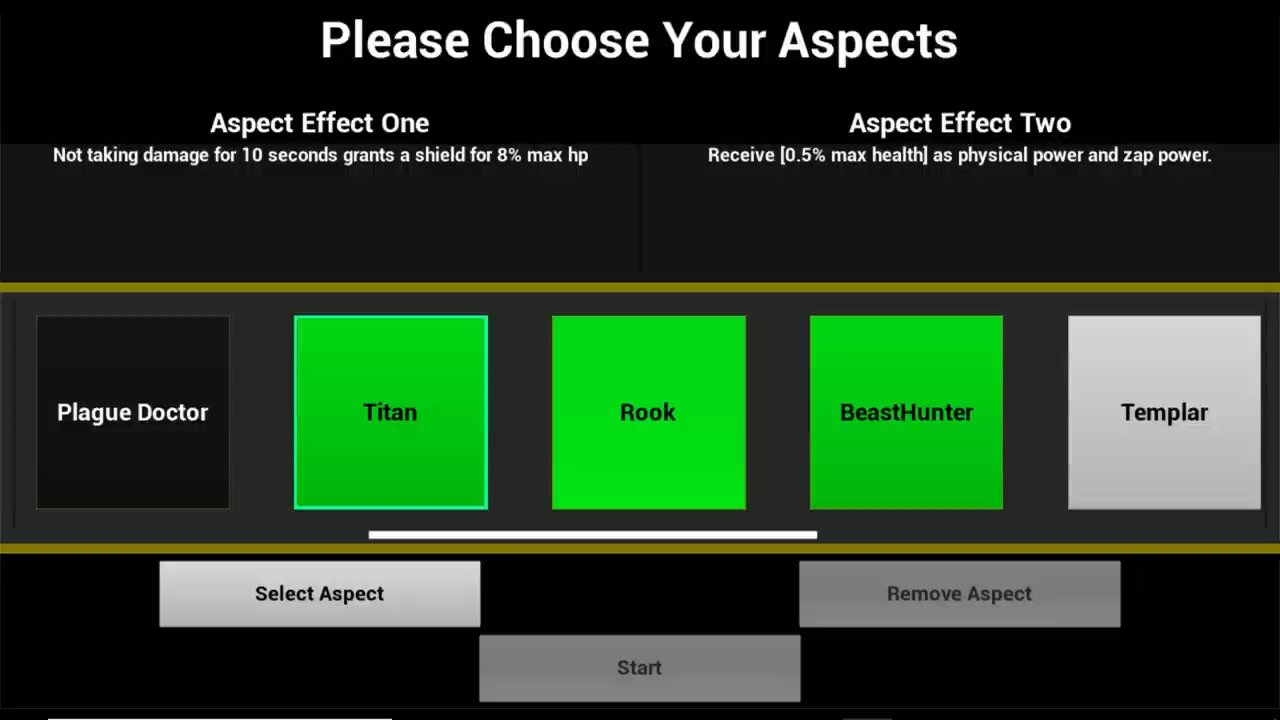 Please Choose Your Aspects
Aspect Effect One
Not taking damage for 10 seconds grants a shield for 8% max hp
Aspect Effect Two
Receive [0.5% max health] as physical power and zap power.
Plague Doctor
Titan
Rook
BeastHunter
Templar
Select Aspect
Remove Aspect
Start